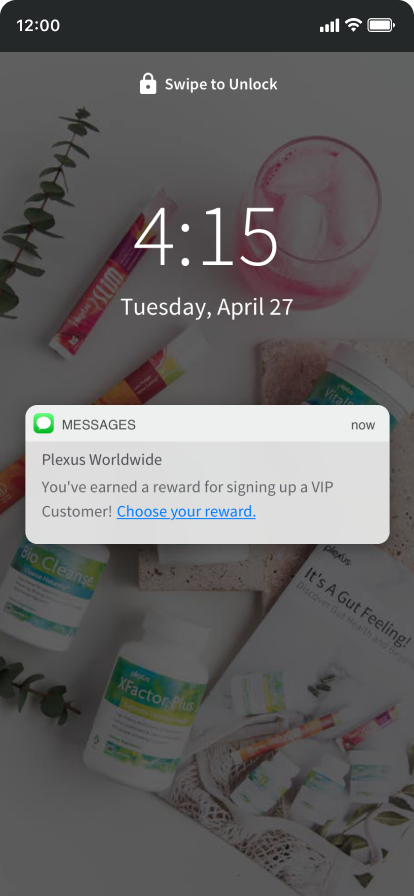 12:00
Swipe to Unlock
4:15
Tuesday, April 27
MESSAGES now
Plexus Worldwide
You've earned a reward for signing up a VIP
Customer! Choose your reward.
plexus
Bio Cleanse
plexus
It's A Gut Feeling!
Discover Gut Health and
plexus
XFactor Plus